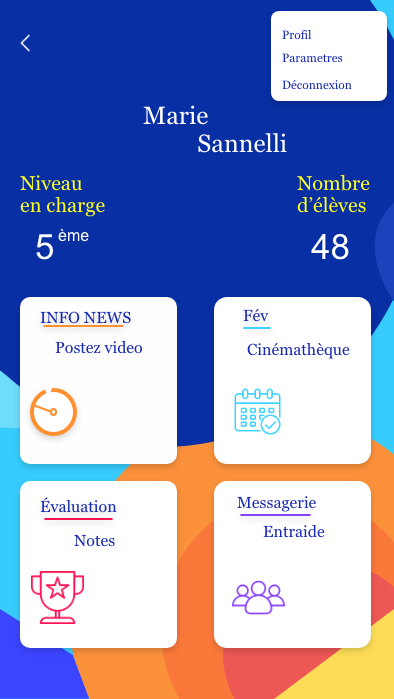 Profil
Parametres
Déconnexion
Marie
Sannelli
Niveau
en charge
5 ème
Nombre
d'élèves
48
INFO NEWS
Postez video
Fév
Cinémathèque
Évaluation
Notes
Messagerie
Entraide